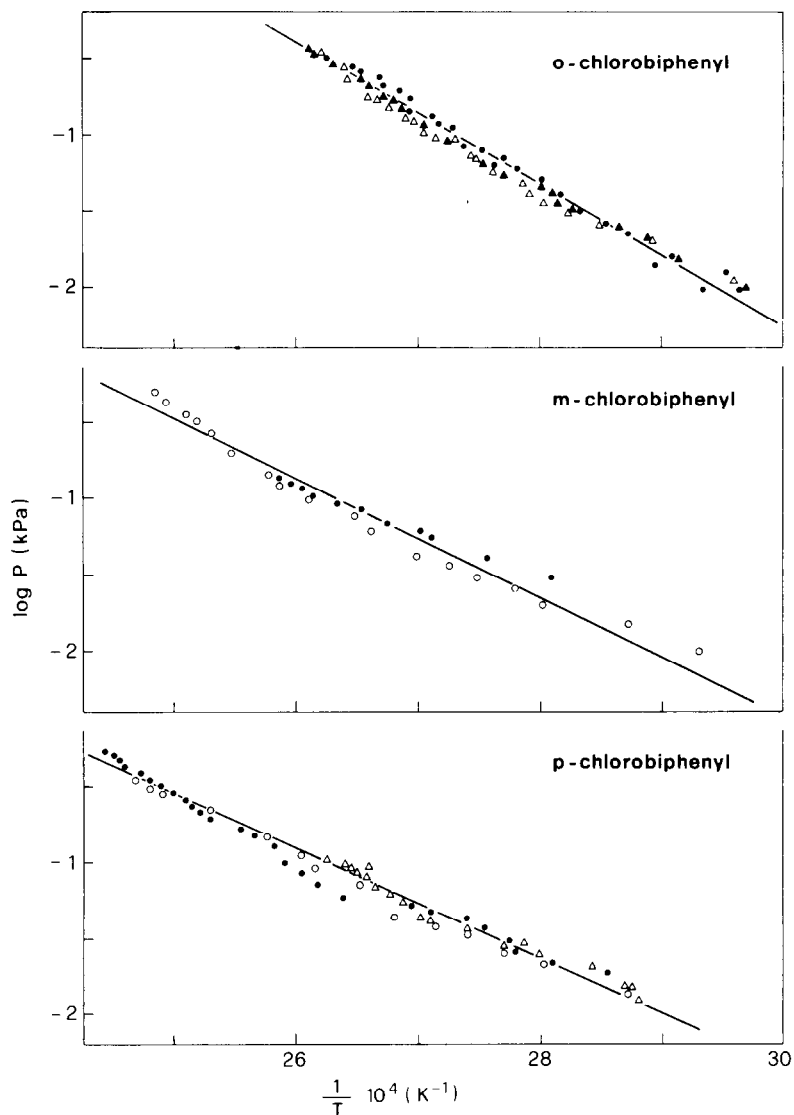 o-chlorobiphenyl
-1
-2
m-chlorobiphenyl
-1
-2
log P (kPa)
p-chlorobiphenyl
-1
-2
26
28
30
1/T 10⁴ (K⁻¹)